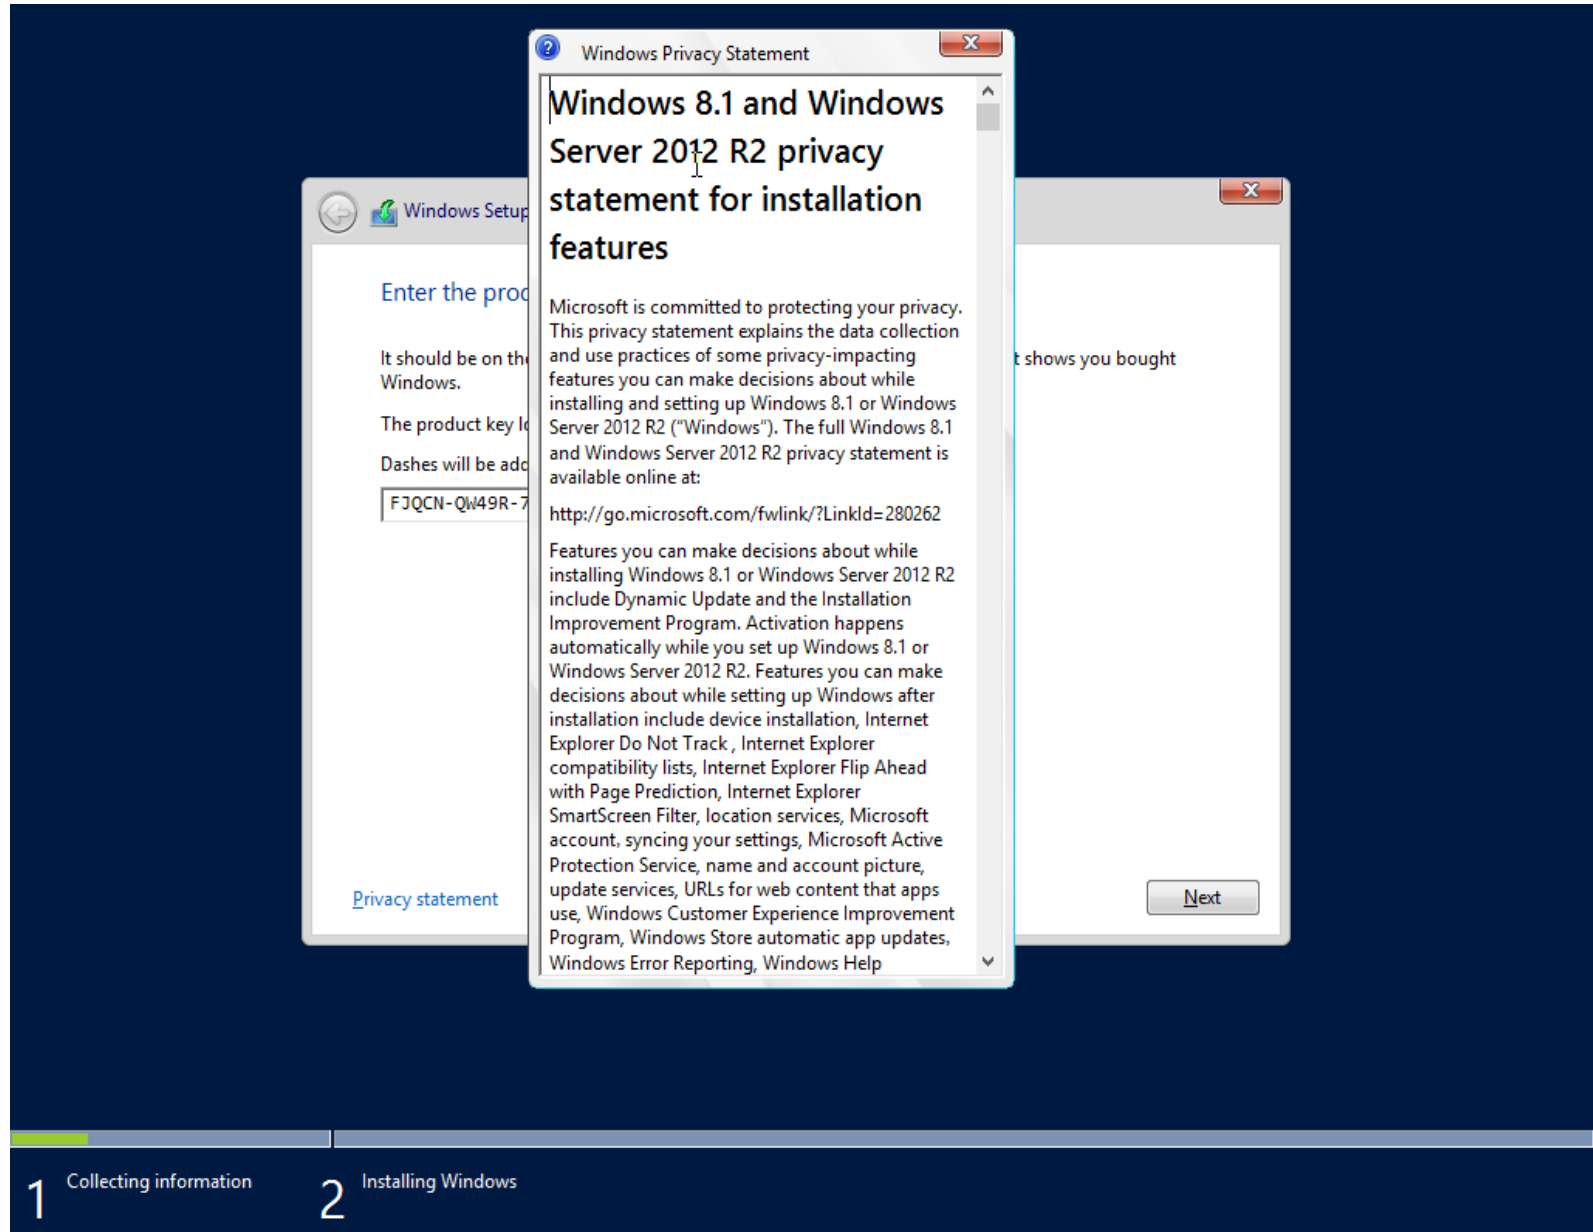 Windows Privacy Statement
Windows 8.1 and Windows
Server 2012 R2 privacy
statement for installation
features
Microsoft is committed to protecting your privacy.
This privacy statement explains the data collection
and use practices of some privacy-impacting
features you can make decisions about while
installing and setting up Windows 8.1 or Windows
Server 2012 R2 (“Windows”). The full Windows 8.1
and Windows Server 2012 R2 privacy statement is
available online at:
http://go.microsoft.com/fwlink/?LinkId=280262
Features you can make decisions about while
installing Windows 8.1 or Windows Server 2012 R2
include Dynamic Update and the Installation
Improvement Program. Activation happens
automatically while you set up Windows 8.1 or
Windows Server 2012 R2. Features you can make
decisions about while setting up Windows after
installation include device installation, Internet
Explorer Do Not Track , Internet Explorer
compatibility lists, Internet Explorer Flip Ahead
with Page Prediction, Internet Explorer
SmartScreen Filter, location services, Microsoft
account, syncing your settings, Microsoft Active
Protection Service, name and account picture,
update services, URLs for web content that apps
use, Windows Customer Experience Improvement
Program, Windows Store automatic app updates,
Windows Error Reporting, Windows Help
Windows Setup
Enter the proc
It should be on the
t shows you bought
Windows.
The product key lo
Dashes will be add
FJQCN-QW49R-7
Privacy statement
Next
1 Collecting information
2 Installing Windows